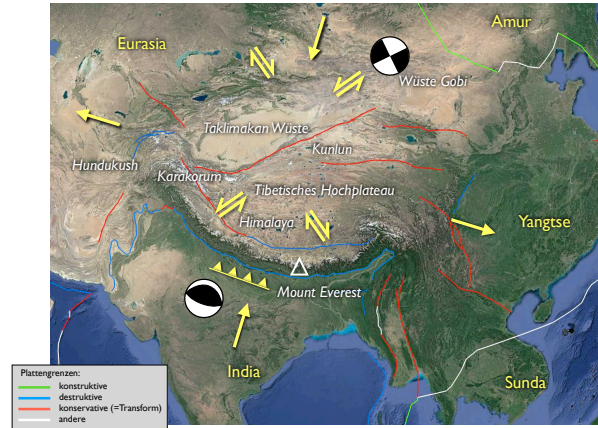 Eurasia
Amur
Wüste Gobi
Taklimakan Wüste
Kunlun
Hundukush
Karakorum
Tibetisches Hochplateau
Himalaya
Yangtse
Mount Everest
India
Sunda
Plattengrenzen:
konstruktive
destruktive
konservative (=Transform)
andere